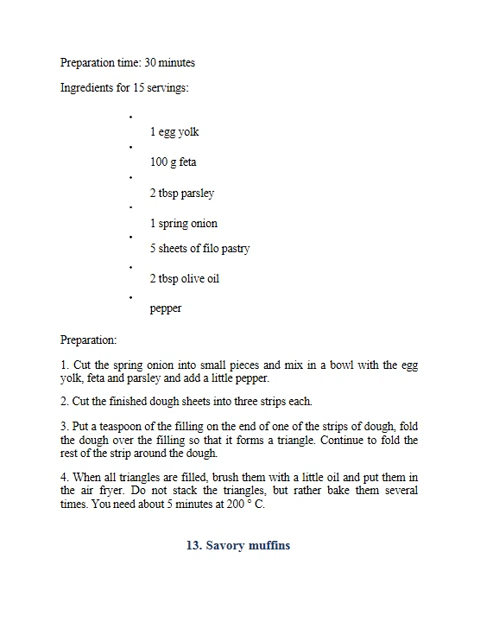 Preparation time: 30 minutes
Ingredients for 15 servings:
•
1 egg yolk
•
100 g feta
•
2 tbsp parsley
•
1 spring onion
•
5 sheets of filo pastry
•
2 tbsp olive oil
•
pepper
Preparation:
1. Cut the spring onion into small pieces and mix in a bowl with the egg
yolk, feta and parsley and add a little pepper.
2. Cut the finished dough sheets into three strips each.
3. Put a teaspoon of the filling on the end of one of the strips of dough, fold
the dough over the filling so that it forms a triangle. Continue to fold the
rest of the strip around the dough.
4. When all triangles are filled, brush them with a little oil and put them in
the air fryer. Do not stack the triangles, but rather bake them several
times. You need about 5 minutes at 200 ° C.
13. Savory muffins